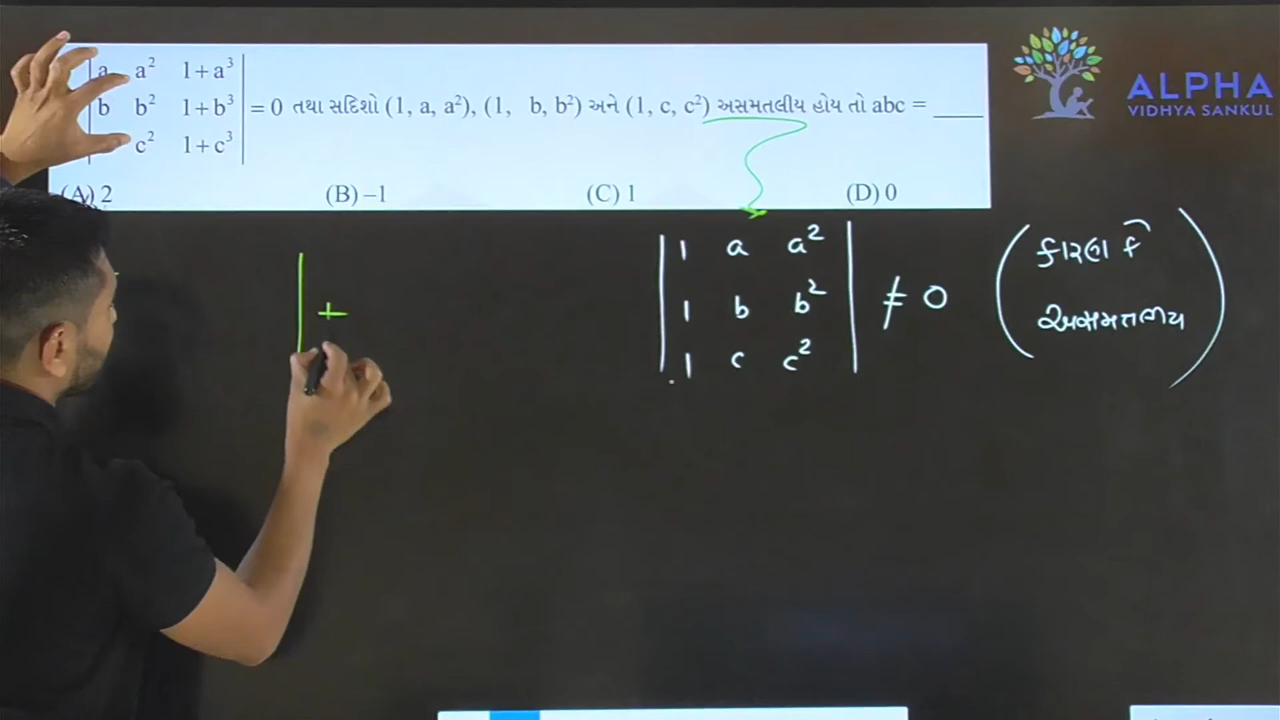 a a² 1+a³
b b² 1+b³ = 0 તથા સદિશો (1, a, a²), (1, b, b²) અને (1, c, c²) અસમતલીય હોય તો abc = ____
c² 1+c³
(A) 2 (B) –1 (C) 1 (D) 0
ALPHA
VIDHYA SANKUL
1 a a²
1 b b² ≠ 0
1 c c²
કારણ કે
અસમતલીય
+